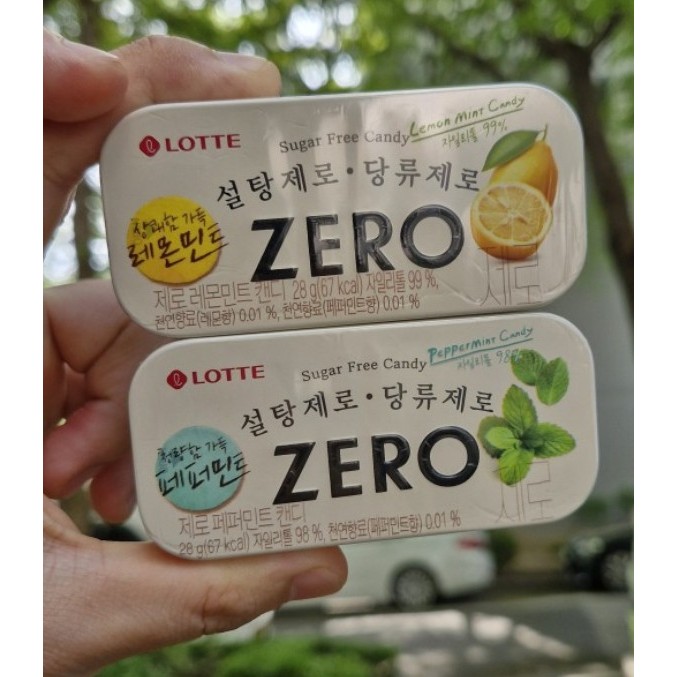 LOTTE
Sugar Free Candy
LEMON MINT CANDY
자일리톨 99%
설탕제로·당류제로
ZERO
상쾌함 가득
레몬민트
제로
제로 레몬민트 캔디 28 g(67 kcal) 자일리톨 99 %,
천연향료(레몬향) 0.01 %, 천연향료(페퍼민트향) 0.01 %
LOTTE
Sugar Free Candy
PEPPERMINT CANDY
자일리톨 98%
설탕제로·당류제로
ZERO
청량함 가득
페퍼민트
제로
제로 페퍼민트 캔디
28 g(67 kcal) 자일리톨 98 %, 천연향료(페퍼민트향) 0.01 %